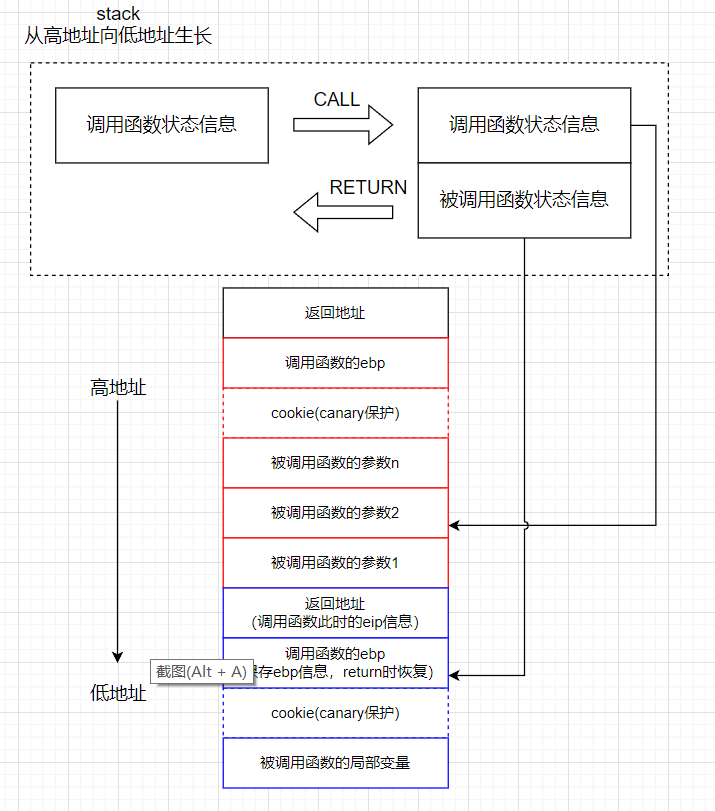 stack
从高地址向低地址生长
调用函数状态信息
CALL
调用函数状态信息
RETURN
被调用函数状态信息
返回地址
调用函数的ebp
高地址
cookie(canary保护)
被调用函数的参数n
被调用函数的参数2
被调用函数的参数1
返回地址
(调用函数此时的eip信息)
调用函数的ebp
截图(Alt + A)
保存ebp信息，return时恢复)
低地址
cookie(canary保护)
被调用函数的局部变量